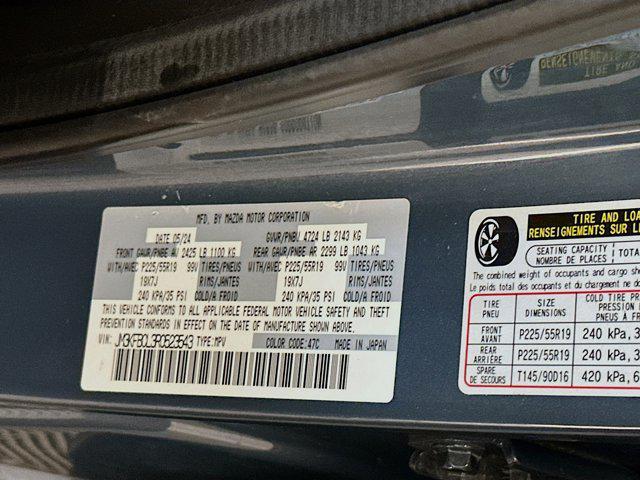 RENSEIGNEMENTS
TIRE AND
MFD. BY MAZDA MOTOR CORPORATION
DATE 05/24 GVWR/PNBV 4724 LB 2143 KG
FRONT GAWR/PNBE AV 2425 LB 1100 KG REAR GAWR/PNBE AR 2299 LB 1043 KG
WITH/AVEC P225/55R19 99V TIRES/PNEUS WITH/AVEC P225/55R19 99V TIRES/PNEUS
19X7J RIMS/JANTES 19X7J RIMS/JANTES
240 KPA/35 PSI COLD/A FROID 240 KPA/35 PSI COLD/A FROID
THIS VEHICLE CONFORMS TO ALL APPLICABLE FEDERAL MOTOR VEHICLE SAFETY AND THEFT
PREVENTION STANDARDS IN EFFECT ON THE DATE OF MANUFACTURE SHOWN ABOVE.
VIN: JM3KFBCL3R0523543 TYPE: MPV COLOR CODE: 47C MADE IN JAPAN
TIRE AND LOA
RENSEIGNEMENTS SUR L
SEATING CAPACITY TOTA
NOMBRE DE PLACES
The combined weight of occupants and cargo shou
Le poids total des occupants et du chargement ne do
TIRE PNEU SIZE DIMENSIONS COLD TIRE PR
PNEUS A F
FRONT AVANT P225/55R19 240 kPa, 3
REAR ARRIÈRE P225/55R19 240 kPa, 3
SPARE DE SECOURS T145/90D16 420 kPa, 6